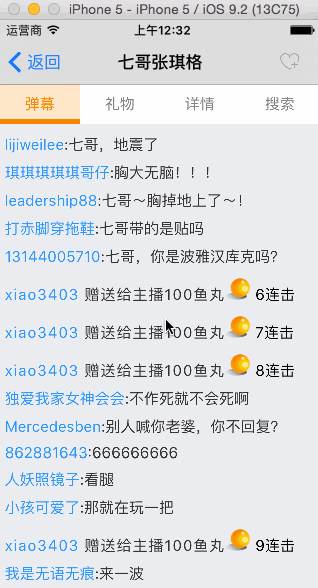 iPhone 5 - iPhone 5 / iOS 9.2 (13C75)
运营商 上午12:32
返回 七哥张琪格
弹幕 礼物 详情 搜索
lijiweilee:七哥，地震了
琪琪琪琪琪哥仔:胸大无脑！！！
leadership88:七哥～胸掉地上了～!
打赤脚穿拖鞋:七哥带的是贴吗
13144005710:七哥，你是波雅汉库克吗?
xiao3403 赠送给主播100鱼丸 6连击
xiao3403 赠送给主播100鱼丸 7连击
xiao3403 赠送给主播100鱼丸 8连击
独爱我家女神会会:不作死就不会死啊
Mercedesben:别人喊你老婆，你不回复?
862881643:666666666
人妖照镜子:看腿
小孩可爱了:那就在玩一把
xiao3403 赠送给主播100鱼丸 9连击
我是无语无痕:来一波